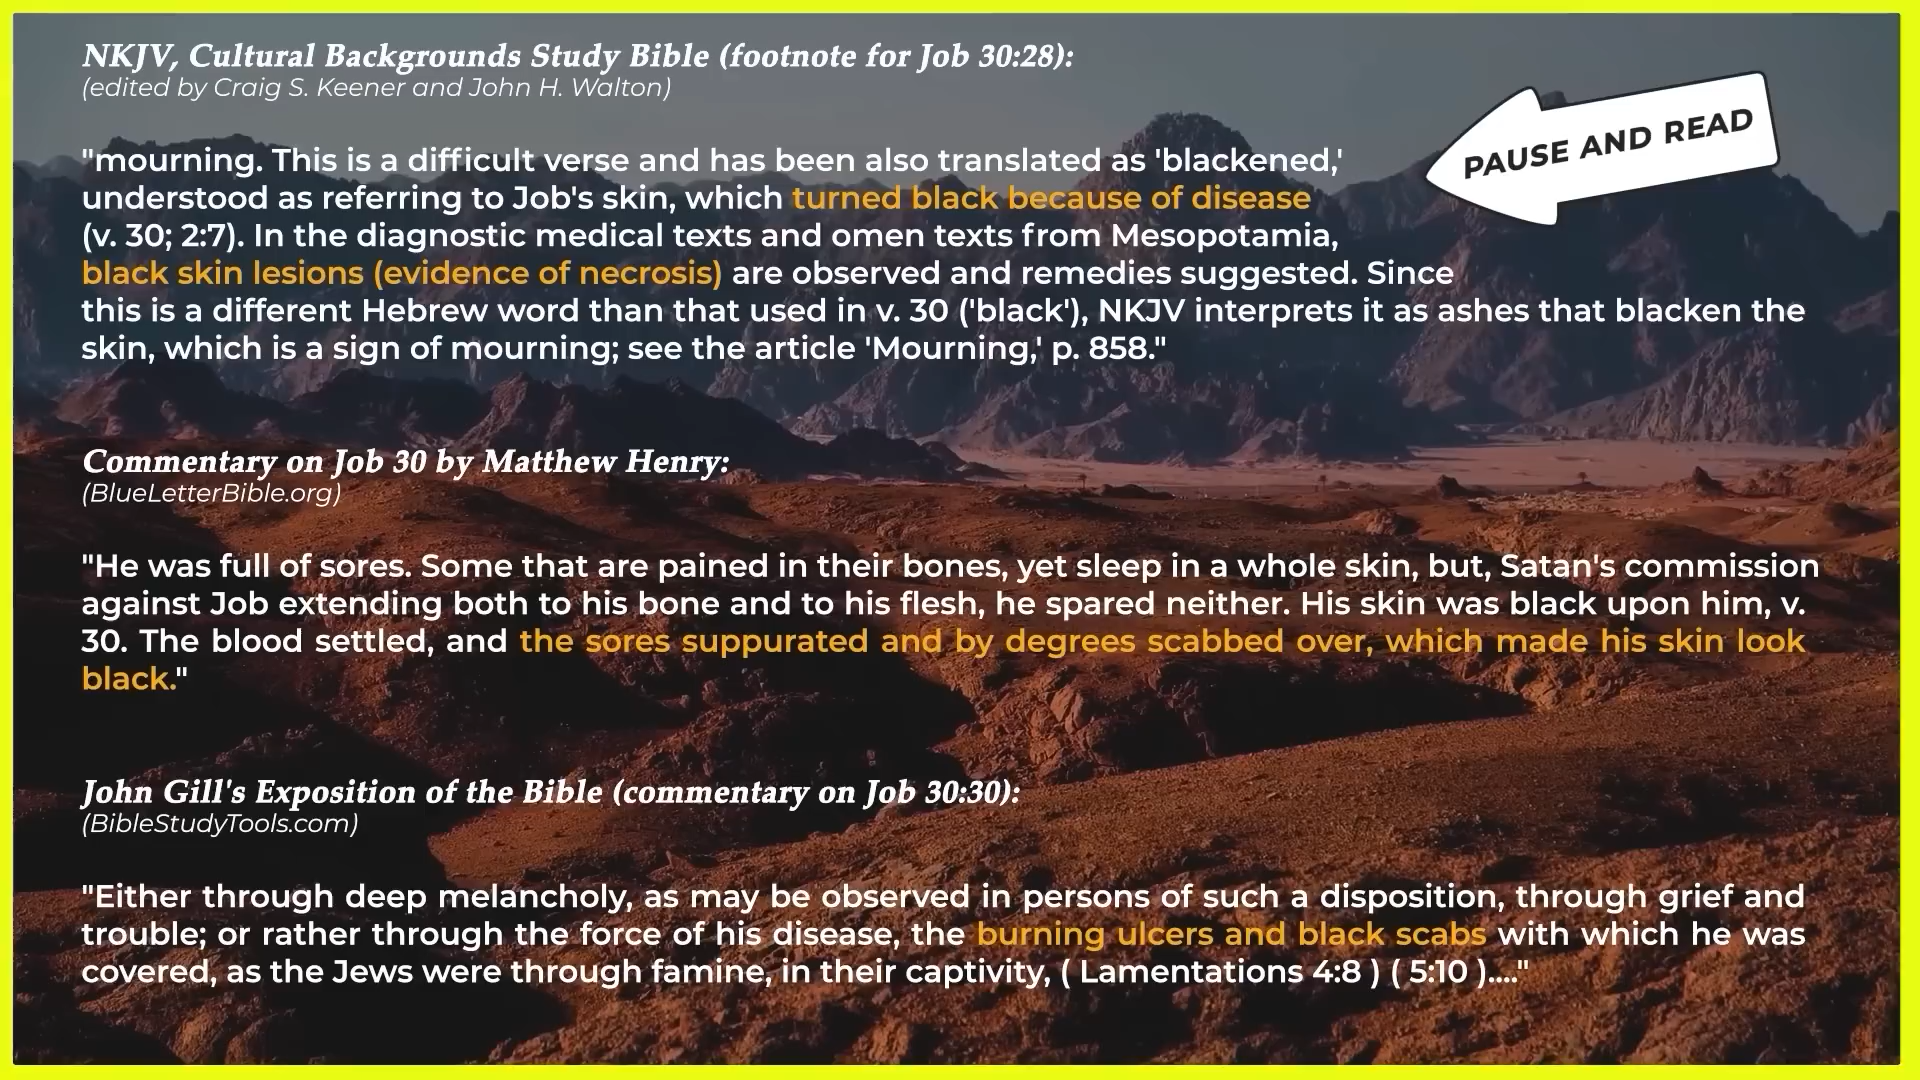 NKJV, Cultural Backgrounds Study Bible (footnote for Job 30:28):
(edited by Craig S. Keener and John H. Walton)
PAUSE AND READ
"mourning. This is a difficult verse and has been also translated as 'blackened,'
understood as referring to Job's skin, which turned black because of disease
(v. 30; 2:7). In the diagnostic medical texts and omen texts from Mesopotamia,
black skin lesions (evidence of necrosis) are observed and remedies suggested. Since
this is a different Hebrew word than that used in v. 30 ('black'), NKJV interprets it as ashes that blacken the
skin, which is a sign of mourning; see the article 'Mourning,' p. 858."
Commentary on Job 30 by Matthew Henry:
(BlueLetterBible.org)
"He was full of sores. Some that are pained in their bones, yet sleep in a whole skin, but, Satan's commission
against Job extending both to his bone and to his flesh, he spared neither. His skin was black upon him, v.
30. The blood settled, and the sores suppurated and by degrees scabbed over, which made his skin look
black."
John Gill's Exposition of the Bible (commentary on Job 30:30):
(BibleStudyTools.com)
"Either through deep melancholy, as may be observed in persons of such a disposition, through grief and
trouble; or rather through the force of his disease, the burning ulcers and black scabs with which he was
covered, as the Jews were through famine, in their captivity, ( Lamentations 4:8 ) ( 5:10 )...."